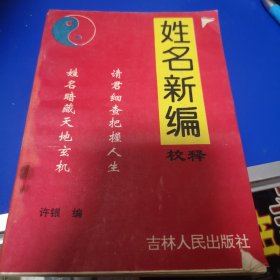 姓名新编
校释
请君细查把握人生
姓名暗藏天地玄机
许银 编
吉林人民出版社